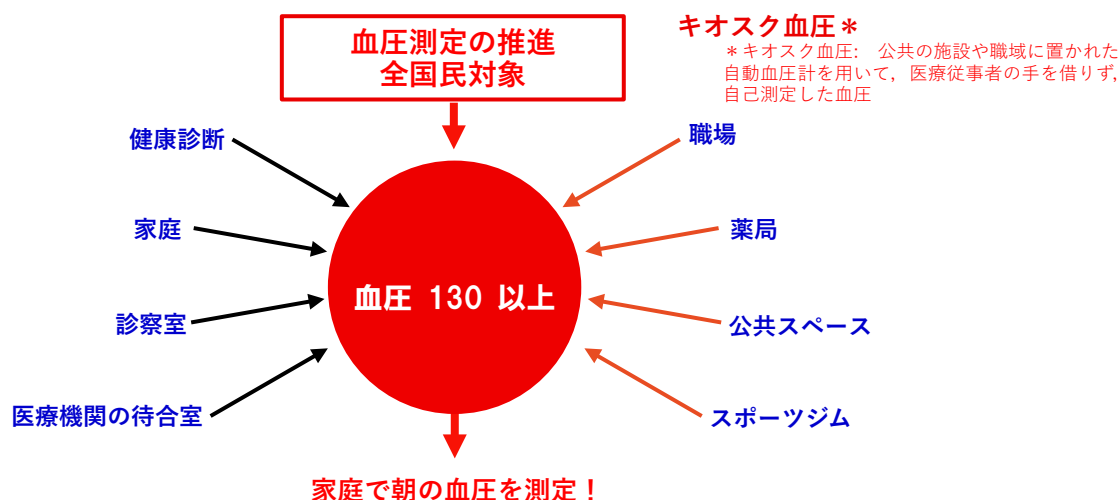 血圧測定の推進
全国民対象
キオスク血圧＊
＊キオスク血圧： 公共の施設や職域に置かれた
自動血圧計を用いて，医療従事者の手を借りず，
自己測定した血圧
健康診断
職場
家庭
薬局
血圧 130 以上
診察室
公共スペース
医療機関の待合室
スポーツジム
家庭で朝の血圧を測定！